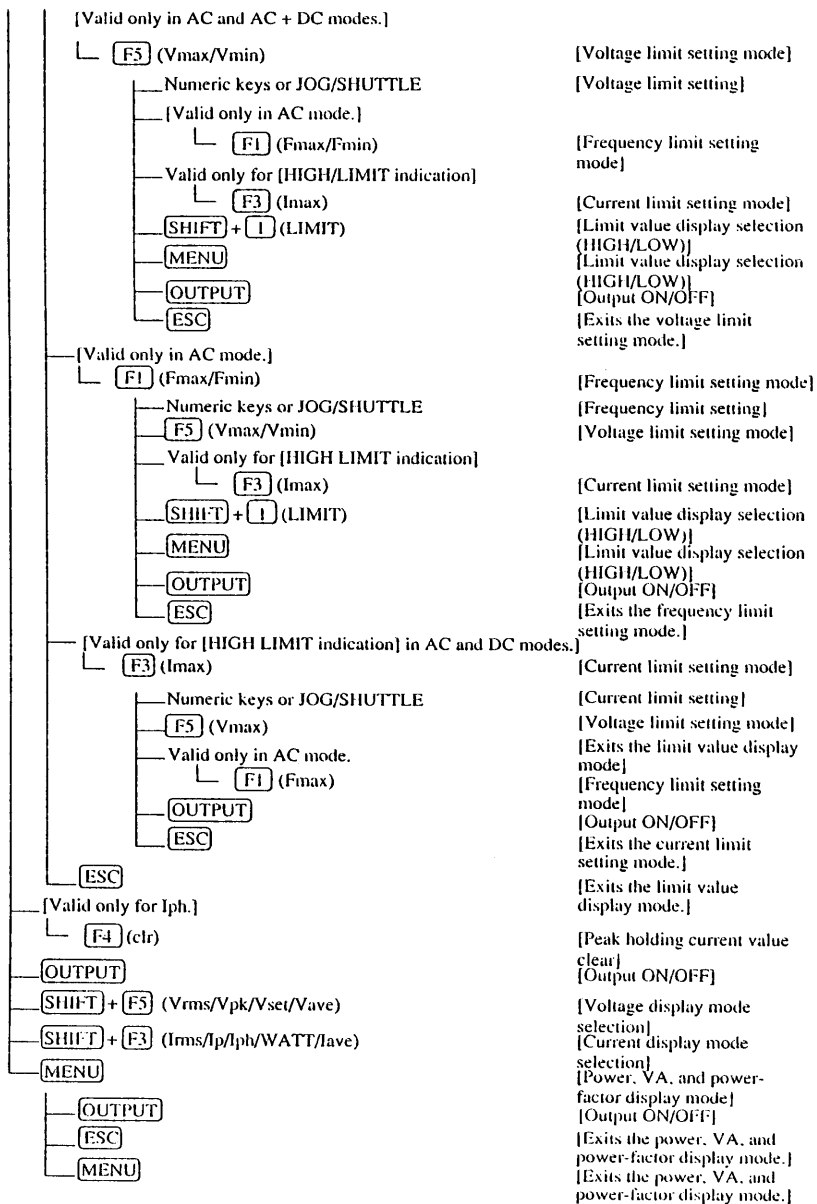 [Valid only in AC and AC + DC modes.]
F5 (Vmax/Vmin) [Voltage limit setting mode]
Numeric keys or JOG/SHUTTLE [Voltage limit setting]
[Valid only in AC mode.]
F1 (Fmax/Fmin) [Frequency limit setting
mode]
Valid only for [HIGH/LIMIT indication]
F3 (Imax) [Current limit setting mode]
SHIFT + 1 (LIMIT) [Limit value display selection
(HIGH/LOW)]
MENU [Limit value display selection
(HIGH/LOW)]
OUTPUT [Output ON/OFF]
ESC [Exits the voltage limit
setting mode.]
[Valid only in AC mode.]
F1 (Fmax/Fmin) [Frequency limit setting mode]
Numeric keys or JOG/SHUTTLE [Frequency limit setting]
F5 (Vmax/Vmin) [Voltage limit setting mode]
Valid only for [HIGH LIMIT indication]
F3 (Imax) [Current limit setting mode]
SHIFT + 1 (LIMIT) [Limit value display selection
(HIGH/LOW)]
MENU [Limit value display selection
(HIGH/LOW)]
OUTPUT [Output ON/OFF]
ESC [Exits the frequency limit
setting mode.]
[Valid only for [HIGH LIMIT indication] in AC and DC modes.]
F3 (Imax) [Current limit setting mode]
Numeric keys or JOG/SHUTTLE [Current limit setting]
F5 (Vmax) [Voltage limit setting mode]
Valid only in AC mode. [Exits the limit value display
mode]
F1 (Fmax) [Frequency limit setting
mode]
OUTPUT [Output ON/OFF]
ESC [Exits the current limit
setting mode.]
ESC [Exits the limit value
display mode.]
[Valid only for Iph.]
F4 (clr) [Peak holding current value
clear]
OUTPUT [Output ON/OFF]
SHIFT + F5 (Vrms/Vpk/Vset/Vave) [Voltage display mode
selection]
SHIFT + F3 (Irms/Ip/Iph/WATT/Iave) [Current display mode
selection]
MENU [Power, VA, and power-
factor display mode]
OUTPUT [Output ON/OFF]
ESC [Exits the power, VA, and
power-factor display mode.]
MENU [Exits the power, VA, and
power-factor display mode.]